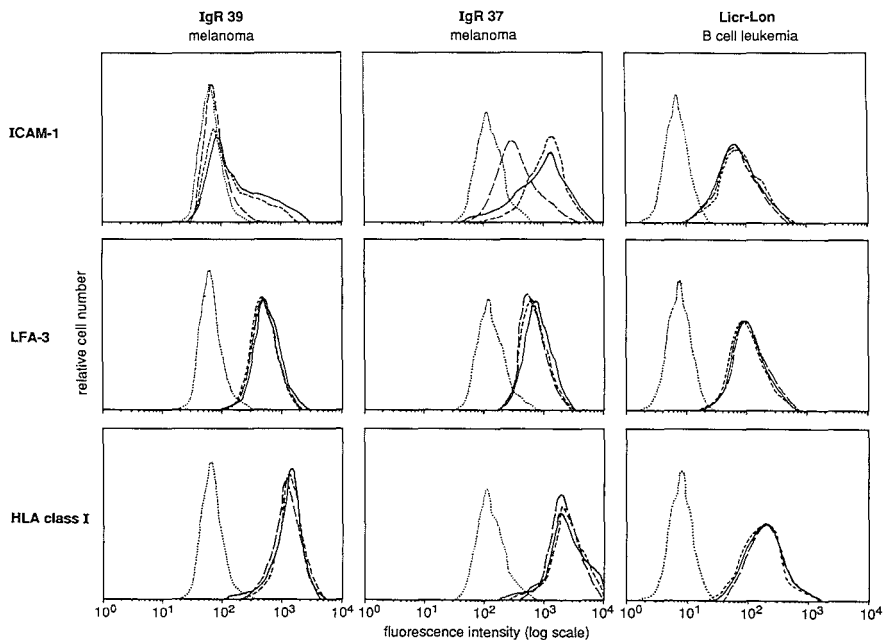 IgR 39
melanoma
IgR 37
melanoma
Licr-Lon
B cell leukemia
ICAM-1
LFA-3
HLA class I
relative cell number
10⁰ 10¹ 10² 10³ 10⁴
10⁰ 10¹ 10² 10³ 10⁴
10⁰ 10¹ 10² 10³ 10⁴
fluorescence intensity (log scale)